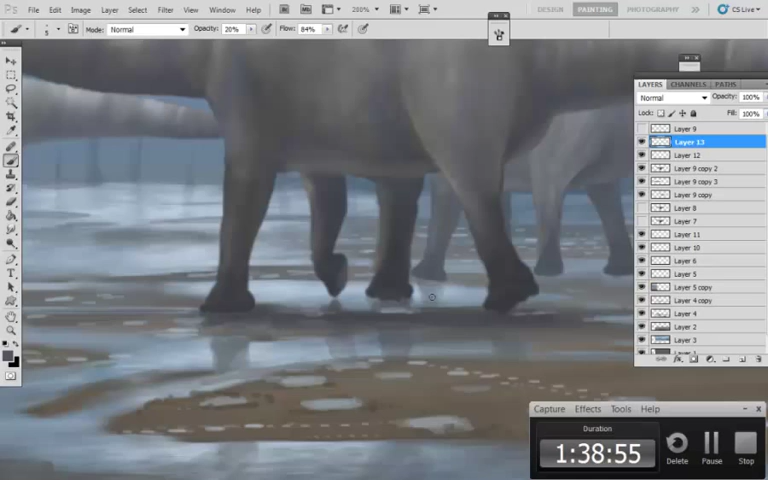 Ps File Edit Image Layer Select Filter View Window Help 200% DESIGN PAINTING PHOTOGRAPHY >> CS Live
5 Mode: Normal Opacity: 20% Flow: 84%
LAYERS CHANNELS PATHS
Normal Opacity: 100%
Lock: Fill: 100%
Layer 9
Layer 13
Layer 12
Layer 9 copy 2
Layer 9 copy 3
Layer 9 copy
Layer 8
Layer 7
Layer 11
Layer 10
Layer 6
Layer 5
Layer 5 copy
Layer 4 copy
Layer 4
Layer 2
Layer 3
Capture Effects Tools Help
Duration
1:38:55
Delete Pause Stop